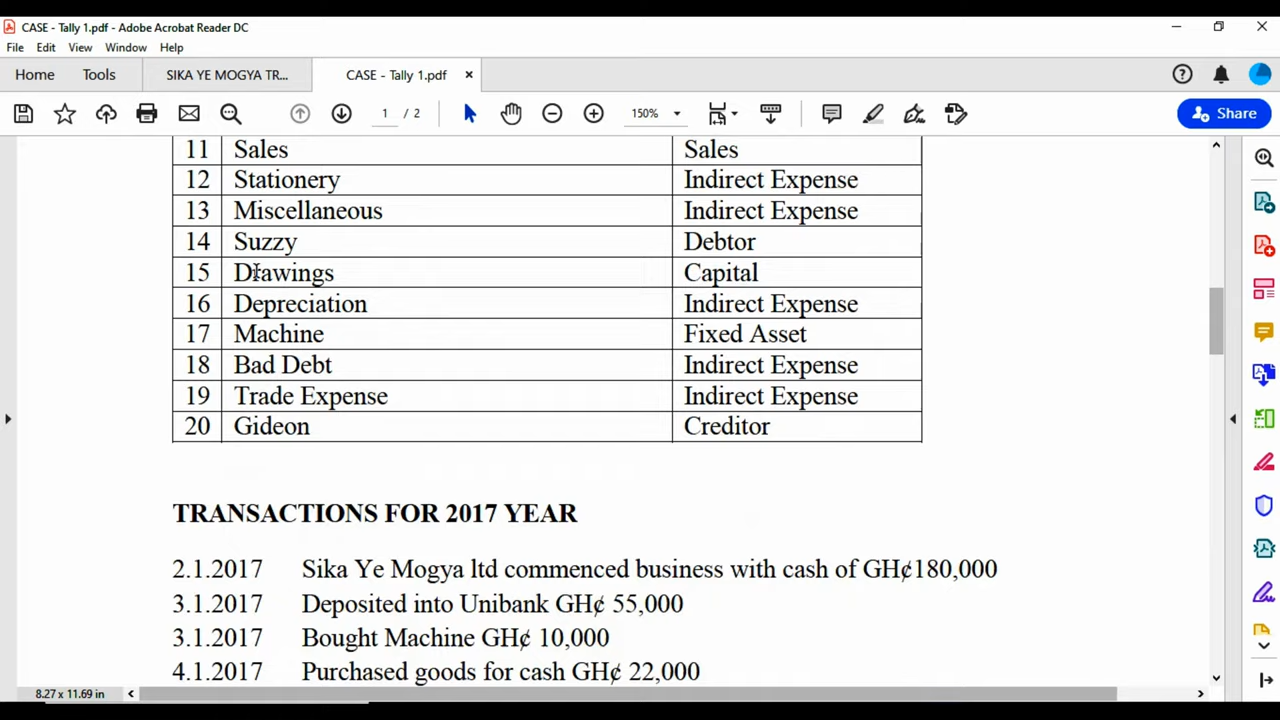 CASE - Tally 1.pdf - Adobe Acrobat Reader DC
File Edit View Window Help
Home Tools SIKA YE MOGYA TR... CASE - Tally 1.pdf ×
1 / 2 150% Share
11 Sales Sales
12 Stationery Indirect Expense
13 Miscellaneous Indirect Expense
14 Suzzy Debtor
15 Drawings Capital
16 Depreciation Indirect Expense
17 Machine Fixed Asset
18 Bad Debt Indirect Expense
19 Trade Expense Indirect Expense
20 Gideon Creditor
TRANSACTIONS FOR 2017 YEAR
2.1.2017 Sika Ye Mogya ltd commenced business with cash of GH¢180,000
3.1.2017 Deposited into Unibank GH¢ 55,000
3.1.2017 Bought Machine GH¢ 10,000
4.1.2017 Purchased goods for cash GH¢ 22,000
8.27 x 11.69 in